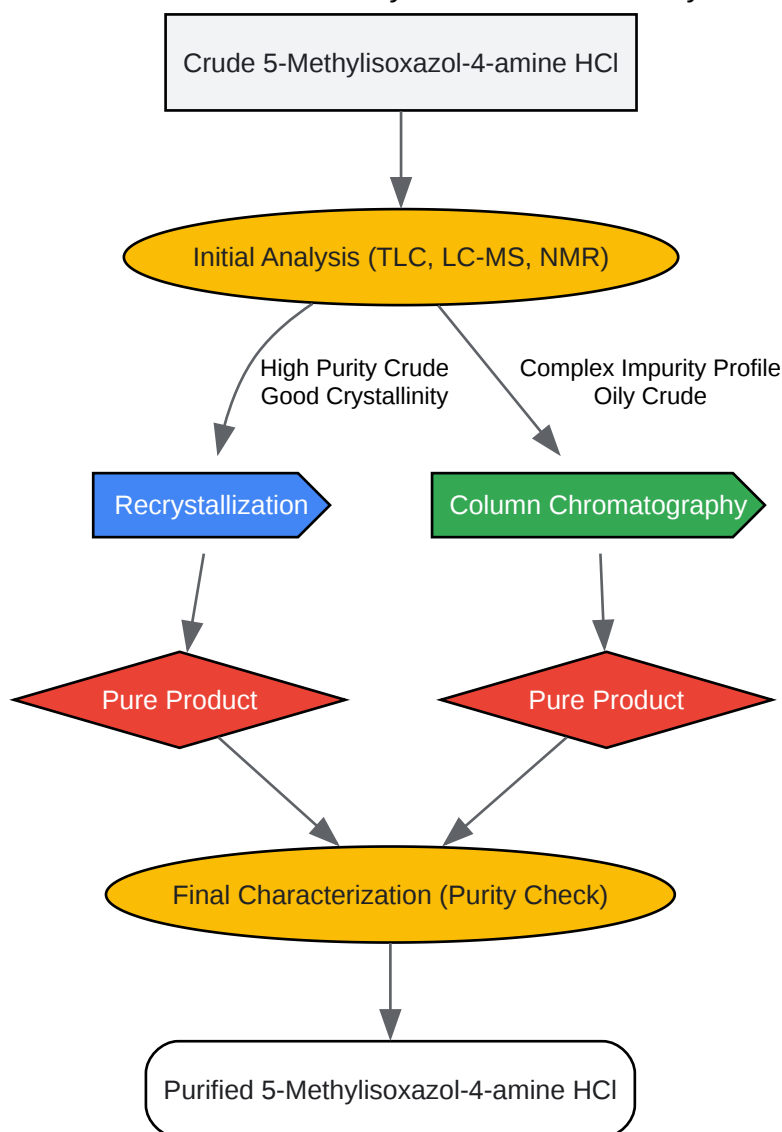 Crude 5-Methylisoxazol-4-amine HCl
Initial Analysis (TLC, LC-MS, NMR)
High Purity Crude
Good Crystallinity
Complex Impurity Profile
Oily Crude
Recrystallization
Column Chromatography
Pure Product
Pure Product
Final Characterization (Purity Check)
Purified 5-Methylisoxazol-4-amine HCl